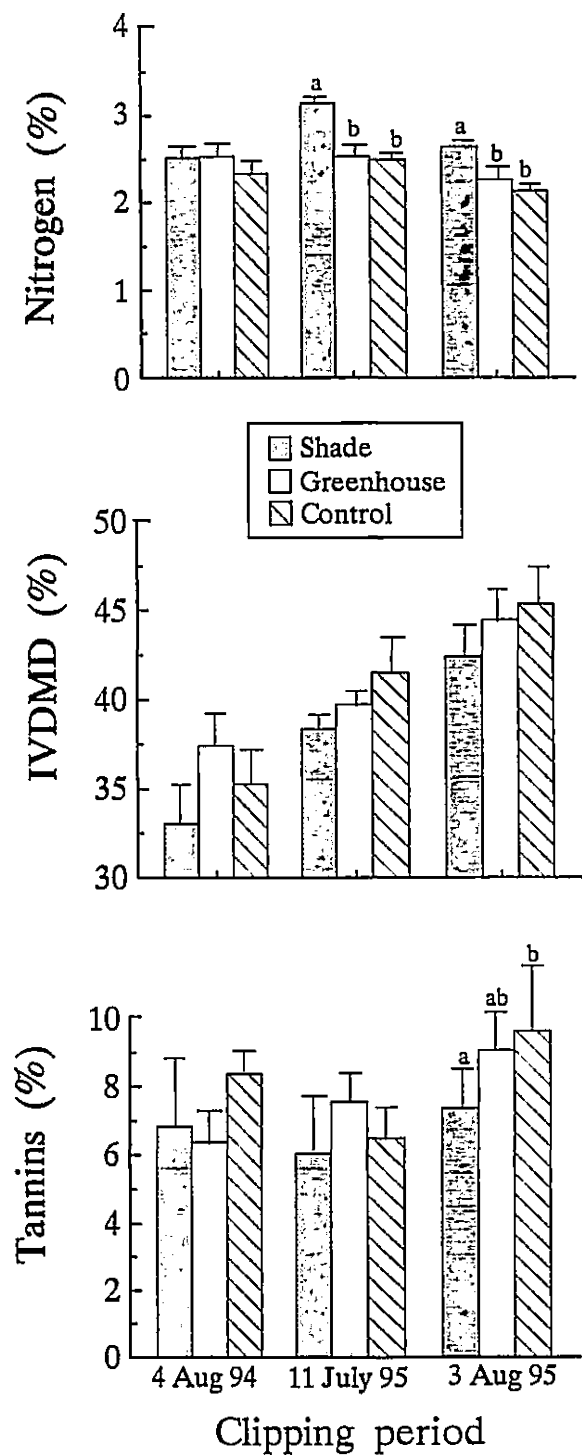 Nitrogen (%)
4
3
2
1
0
a
b
b
a
b
b
Shade
Greenhouse
Control
IVDMD (%)
50
45
40
35
30
Tannins (%)
10
8
6
4
2
0
a
ab
b
4 Aug 94 11 July 95 3 Aug 95
Clipping period